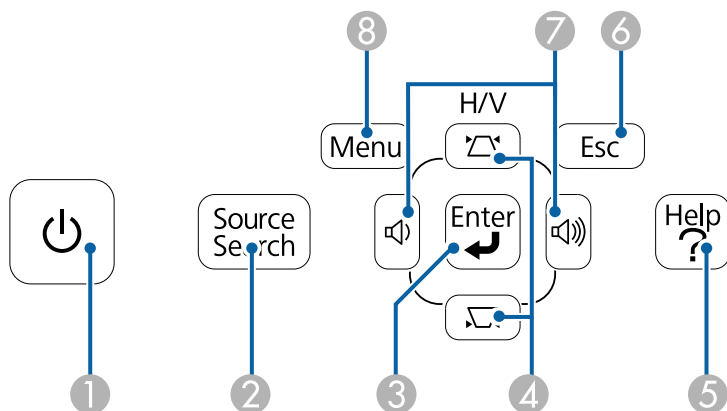 8 7 6
H/V
Menu Esc
Source
Search
Enter
Help
?
1 2 3 4 5